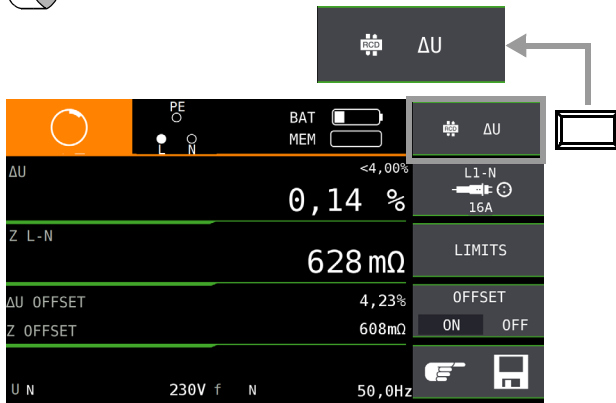 RCD ΔU
PE
L N
BAT
MEM
RCD ΔU
ΔU <4,00%
0,14 %
L1-N
16A
Z L-N
628 mΩ
LIMITS
ΔU OFFSET 4,23%
Z OFFSET 608mΩ
OFFSET
ON OFF
U N 230V f N 50,0Hz